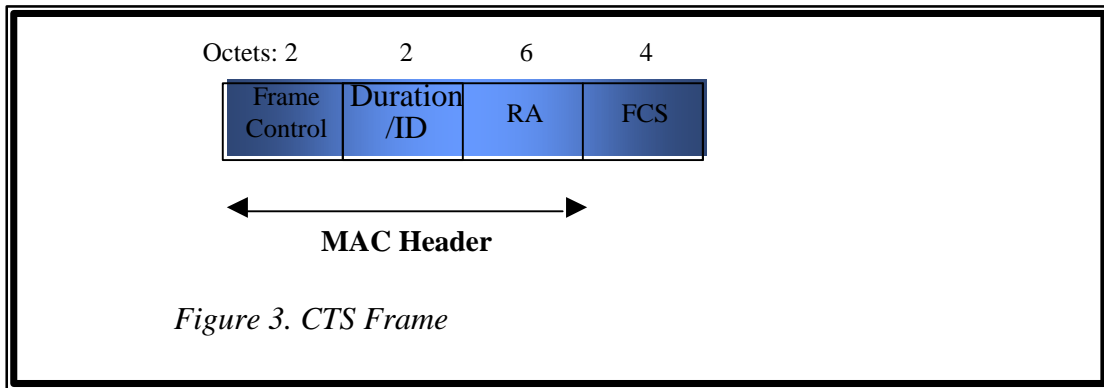 Octets: 2 2 6 4
Frame Control
Duration /ID
RA
FCS
MAC Header
Figure 3. CTS Frame